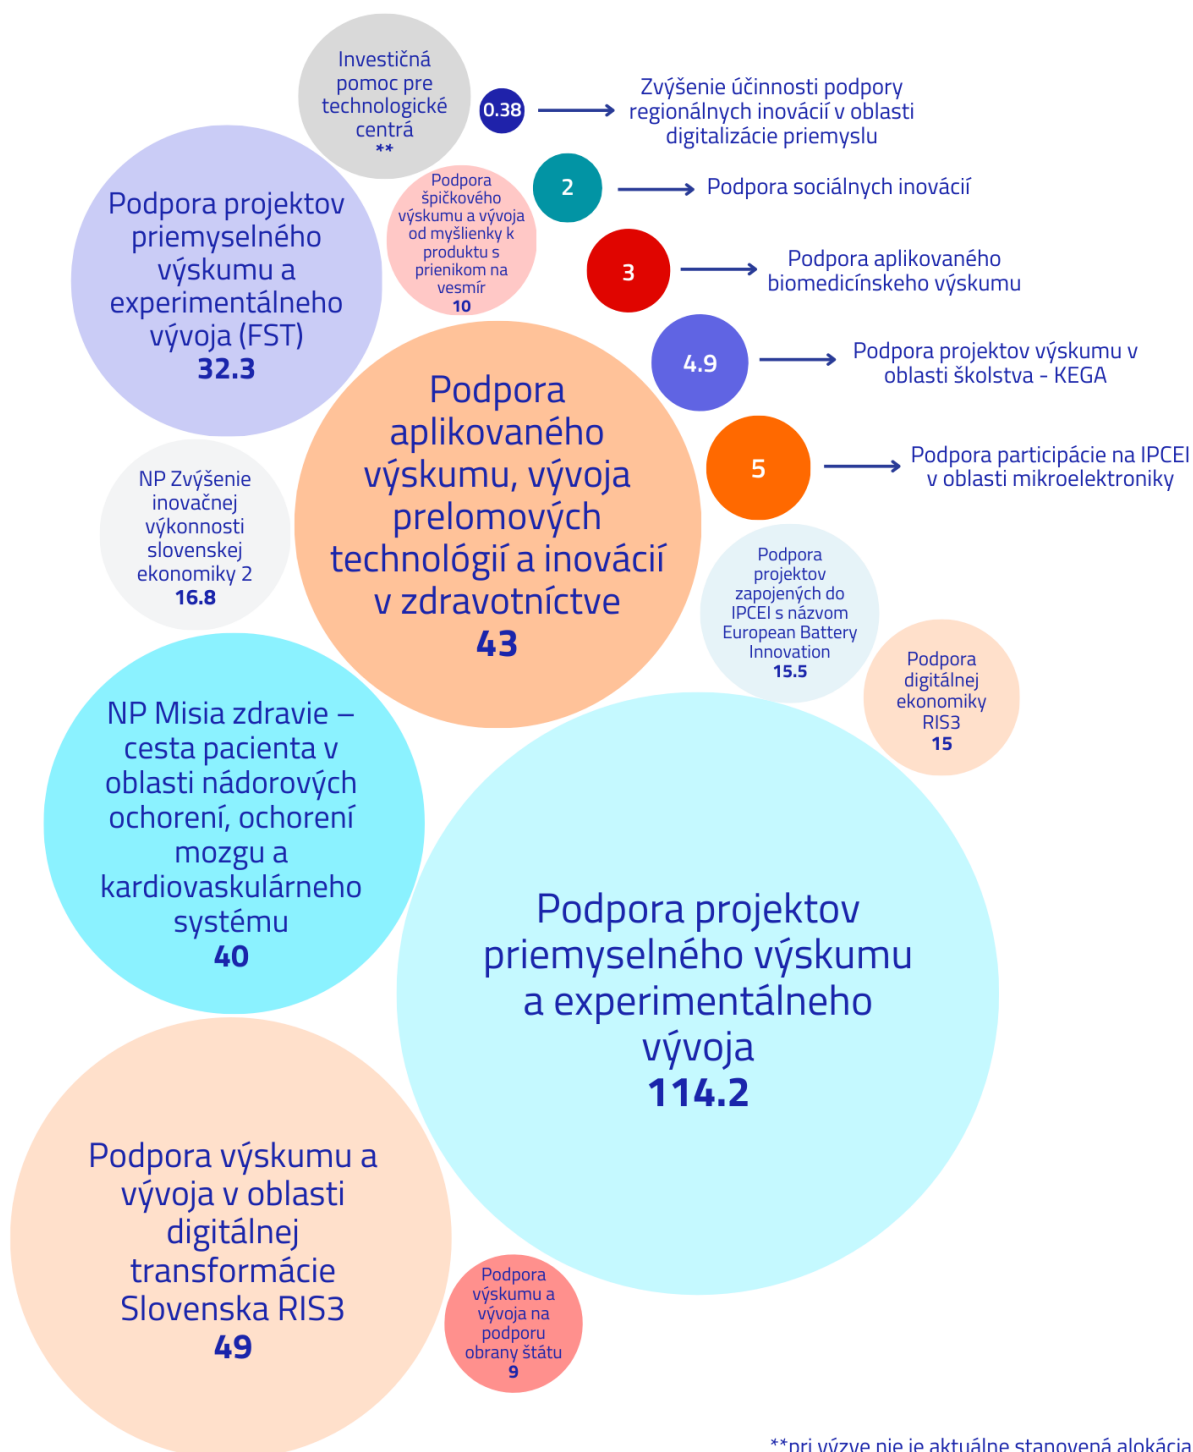 Investičná
pomoc pre
technologické
centrá
**
0.38
Zvýšenie účinnosti podpory
regionálnych inovácií v oblasti
digitalizácie priemyslu
Podpora projektov
priemyselného
výskumu a
experimentálneho
vývoja (FST)
32.3
Podpora
špičkového
výskumu a vývoja
od myšlienky k
produktu s
prienikom na
vesmír
10
2
Podpora sociálnych inovácií
3
Podpora aplikovaného
biomedicínskeho výskumu
4.9
Podpora projektov výskumu v
oblasti školstva - KEGA
Podpora
aplikovaného
výskumu, vývoja
prelomových
technológií a inovácií
v zdravotníctve
43
5
Podpora participácie na IPCEI
v oblasti mikroelektroniky
NP Zvýšenie
inovačnej
výkonnosti
slovenskej
ekonomiky 2
16.8
Podpora
projektov
zapojených do
IPCEI s názvom
European Battery
Innovation
15.5
Podpora
digitálnej
ekonomiky
RIS3
15
NP Misia zdravie –
cesta pacienta v
oblasti nádorových
ochorení, ochorení
mozgu a
kardiovaskulárneho
systému
40
Podpora projektov
priemyselného výskumu
a experimentálneho
vývoja
114.2
Podpora výskumu a
vývoja v oblasti
digitálnej
transformácie
Slovenska RIS3
49
Podpora
výskumu a
vývoja na
podporu
obrany štátu
9
**pri výzve nie je aktuálne stanovená alokácia